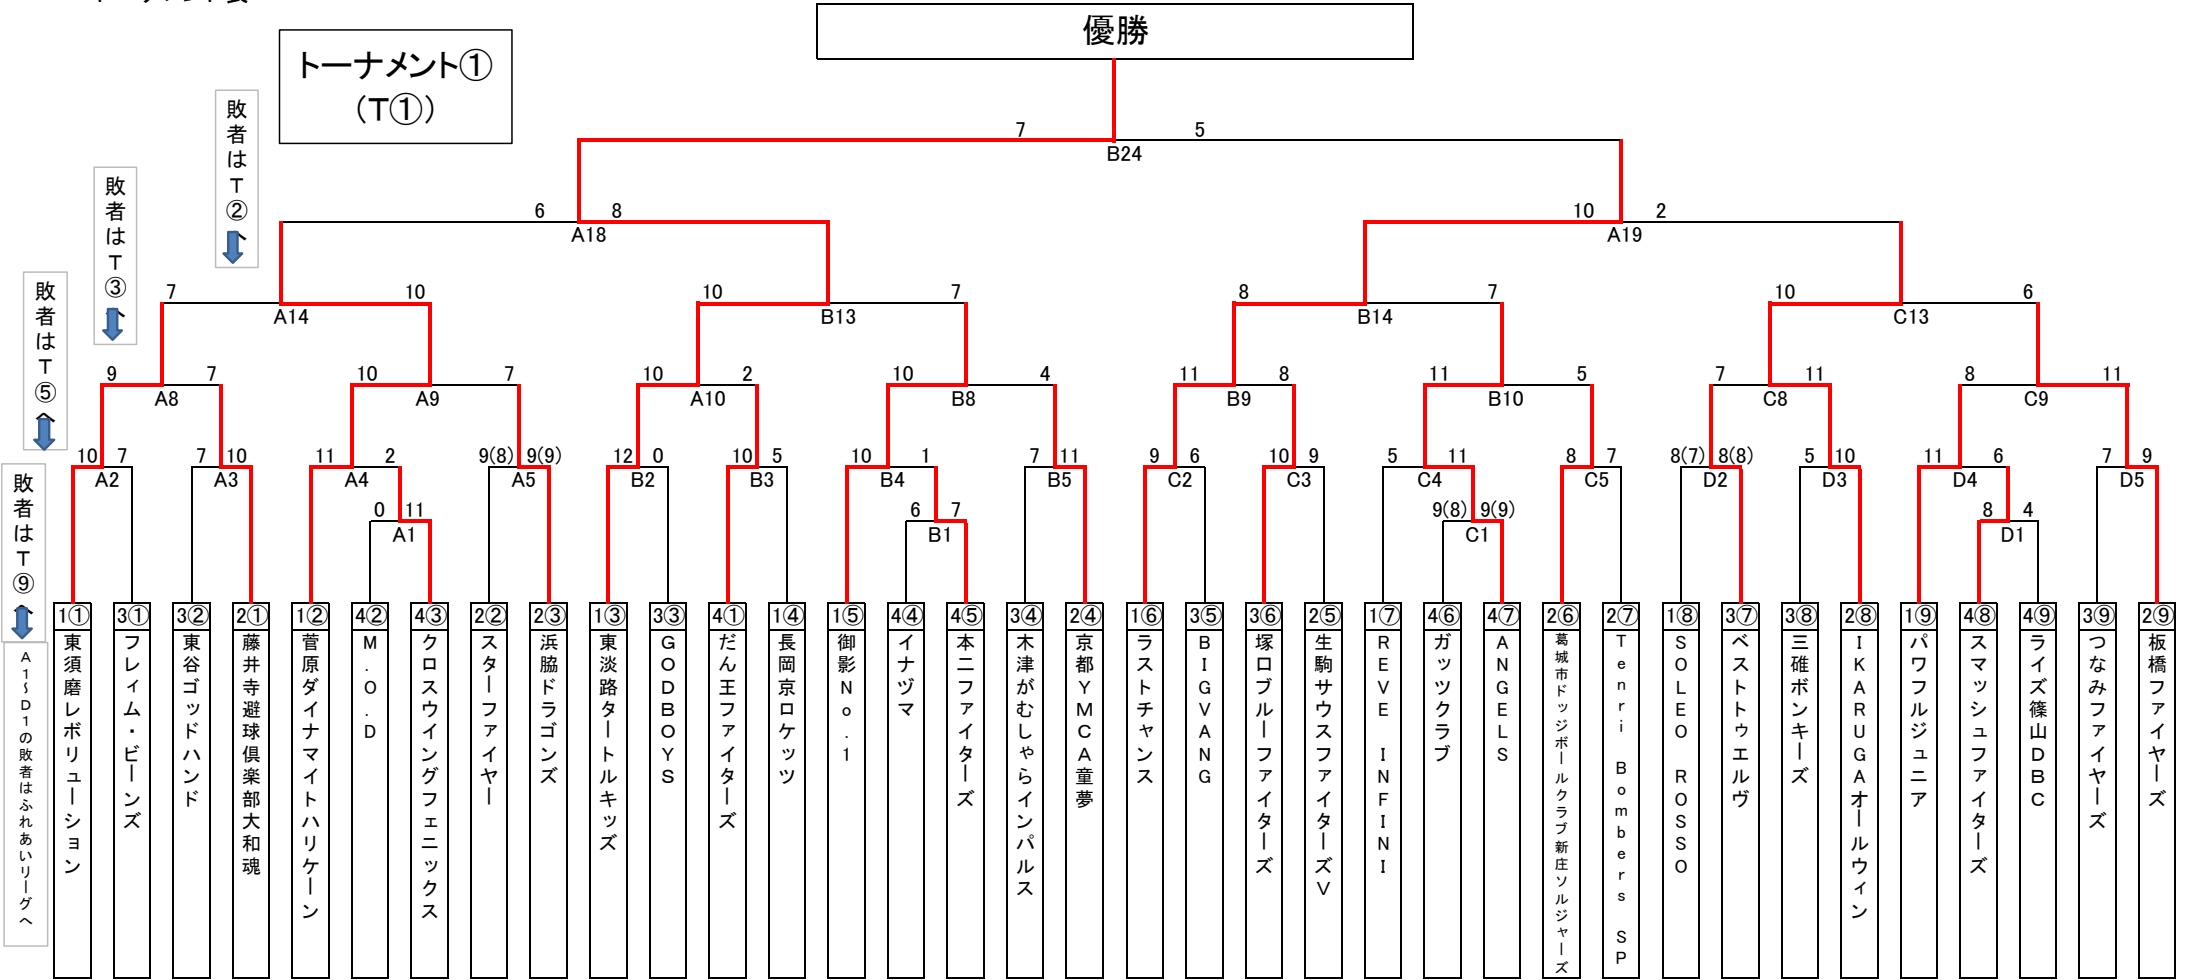 優勝
トーナメント①
（T①）
敗者はT②へ
敗者はT③へ
敗者はT⑤へ
敗者はT⑨へ
A1～D1の敗者はふれあいリーグへ
7 5
B24
6 8 10 2
A18 A19
7 10 10 7 8 7 10 6
A14 B13 B14 C13
9 7 10 7 10 2 10 4 11 8 11 5 7 11 8 11
A8 A9 A10 B8 B9 B10 C8 C9
10 7 7 10 11 2 9(8) 9(9) 12 0 10 5 10 1 7 11 9 6 10 9 5 11 8 7 8(7) 8(8) 5 10 11 6 7 9
A2 A3 A4 A5 B2 B3 B4 B5 C2 C3 C4 C5 D2 D3 D4 D5
0 11 6 7 9(8) 9(9) 8 4
A1 B1 C1 D1
1① 3① 3② 2① 1② 4② 4③ 2② 2③ 1③ 3③ 4① 1④ 1⑤ 4④ 4⑤ 3④ 2④ 1⑥ 3⑤ 3⑥ 2⑤ 1⑦ 4⑥ 4⑦ 2⑥ 2⑦ 1⑧ 3⑦ 3⑧ 2⑧ 1⑨ 4⑧ 4⑨ 3⑨ 2⑨
東須磨レボリューション
フレィム・ビーンズ
東谷ゴッドハンド
藤井寺避球倶楽部大和魂
菅原ダイナマイトハリケーン
M．O．D
クロスウイングフェニックス
スターファイヤー
浜脇ドラゴンズ
東淡路タートルキッズ
GODBOYS
だん王ファイターズ
長岡京ロケッツ
御影No．1
イナヅマ
本二ファイターズ
木津がむしゃらインパルス
京都YMCA童夢
ラストチャンス
BIGVANG
塚口ブルーファイターズ
生駒サウスファイターズV
REVE INFINI
ガッツクラブ
ANGELS
葛城市ドッジボールクラブ新庄ソルジャーズ
Tenri Bombers SP
SOLEO ROSSO
ベストトゥエルヴ
三碓ボンキーズ
IKARUGAオールウィン
パワフルジュニア
スマッシュファイターズ
ライズ篠山DBC
つなみファイヤーズ
板橋ファイヤーズ